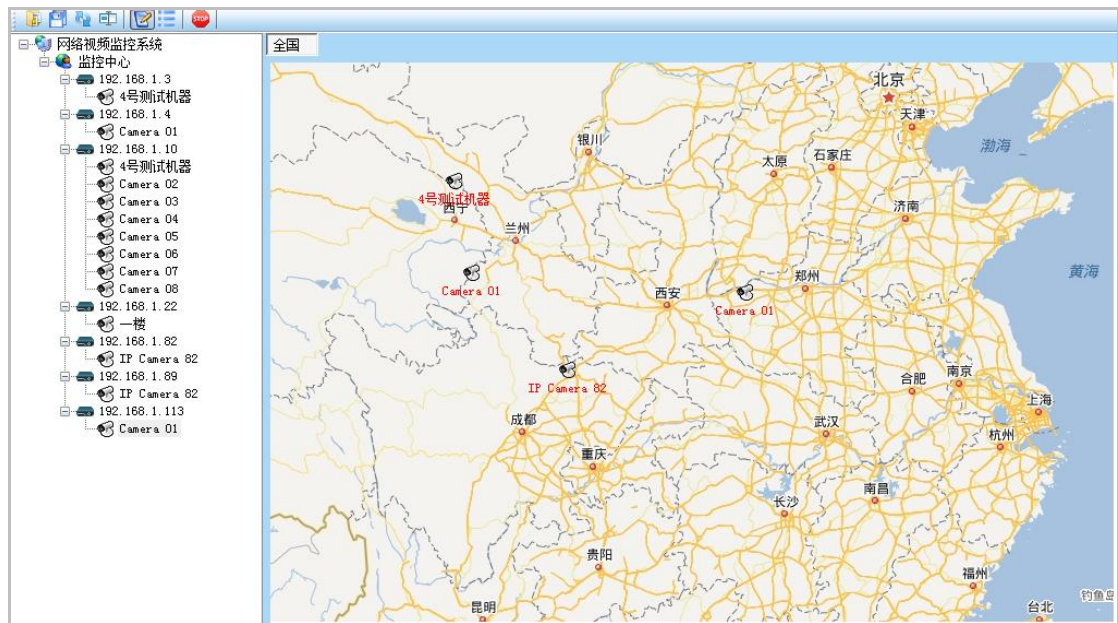 STOP
网络视频监控系统
监控中心
192.168.1.3
4号测试机器
192.168.1.4
Camera 01
192.168.1.10
4号测试机器
Camera 02
Camera 03
Camera 04
Camera 05
Camera 06
Camera 07
Camera 08
192.168.1.22
一楼
192.168.1.82
IP Camera 82
192.168.1.89
IP Camera 82
192.168.1.113
Camera 01
全国
北京
天津
渤海
银川
太原
石家庄
4号测试机器
西宁
济南
兰州
黄海
Camera 01
西安
郑州
Camera 01
IP Camera 82
合肥
南京
上海
成都
武汉
杭州
重庆
长沙
南昌
贵阳
福州
昆明
台北
钓鱼岛